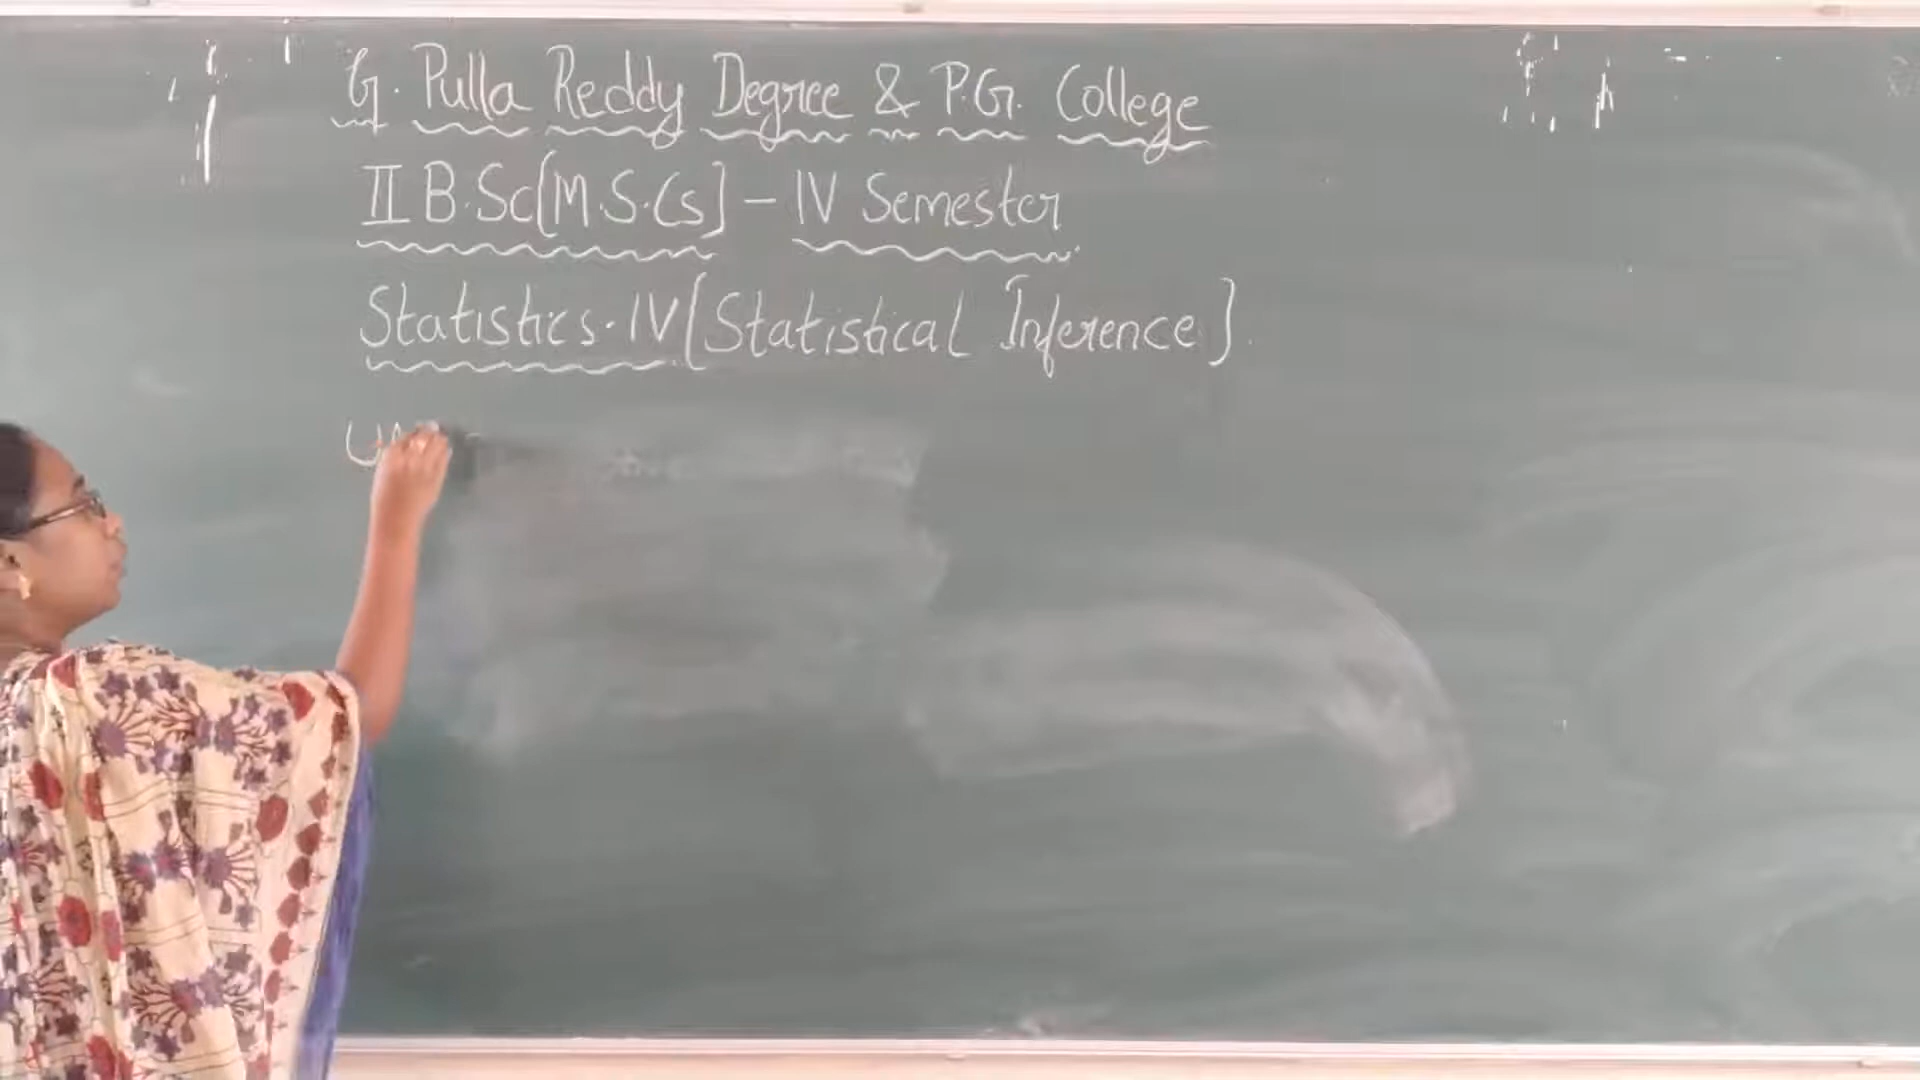 G. Pulla Reddy Degree & P.G. College
II B.Sc[M.S.Cs] - IV Semester
Statistics-IV[Statistical Inference].